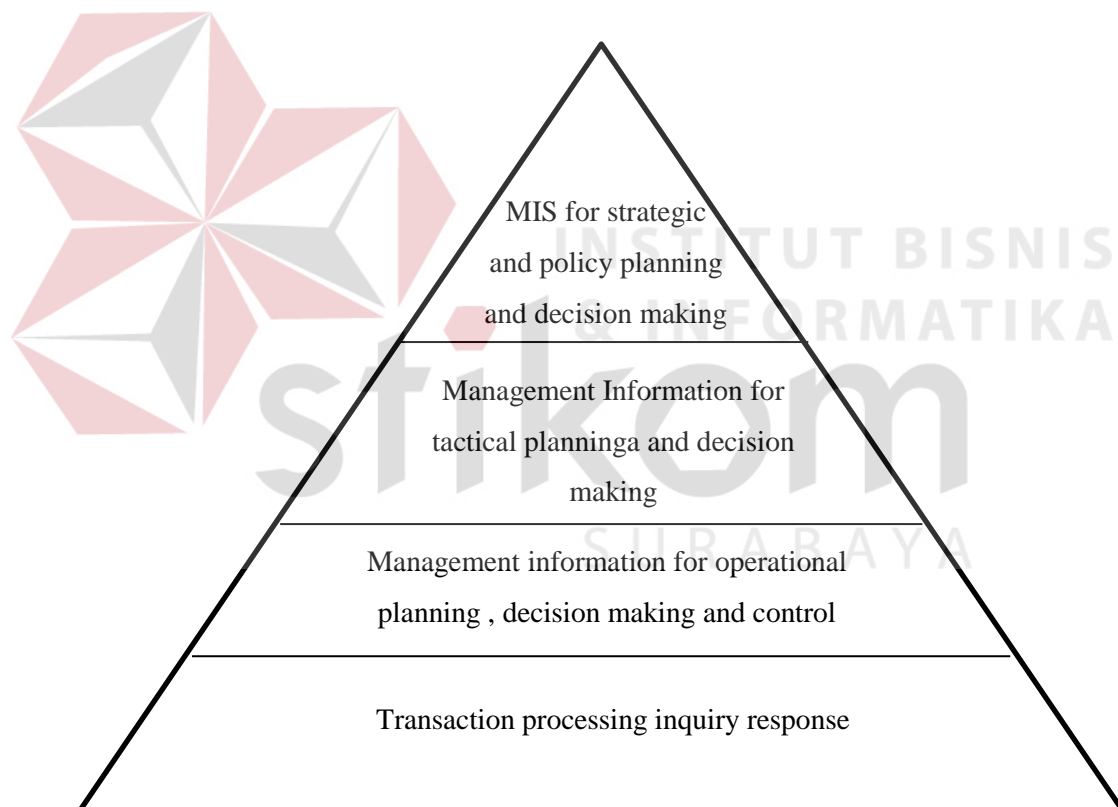 MIS for strategic
INSTITUT BISNIS
and policy planning
and decision making
& INFORMATIKA
stikom
Management Information for
tactical planninga and decision
making
SURABAYA
Management information for operational
planning , decision making and control
Transaction processing inquiry response